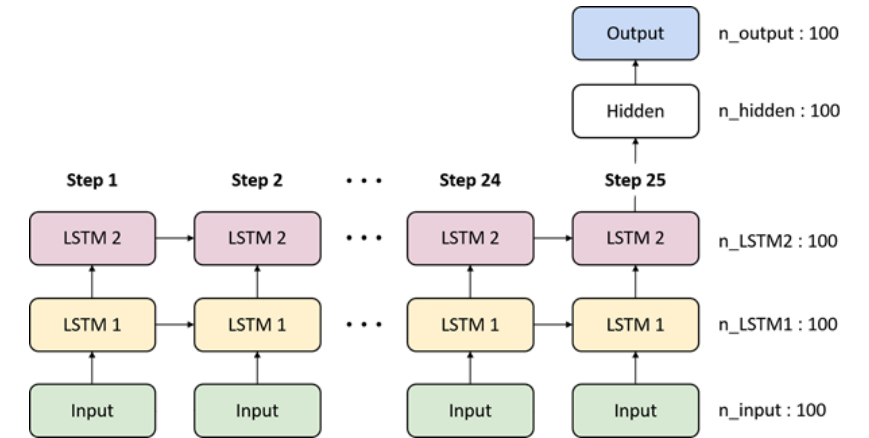 Output n_output : 100
Hidden n_hidden : 100
Step 1 Step 2 • • • Step 24 Step 25
LSTM 2 LSTM 2 • • • LSTM 2 LSTM 2 n_LSTM2 : 100
LSTM 1 LSTM 1 • • • LSTM 1 LSTM 1 n_LSTM1 : 100
Input Input Input Input n_input : 100